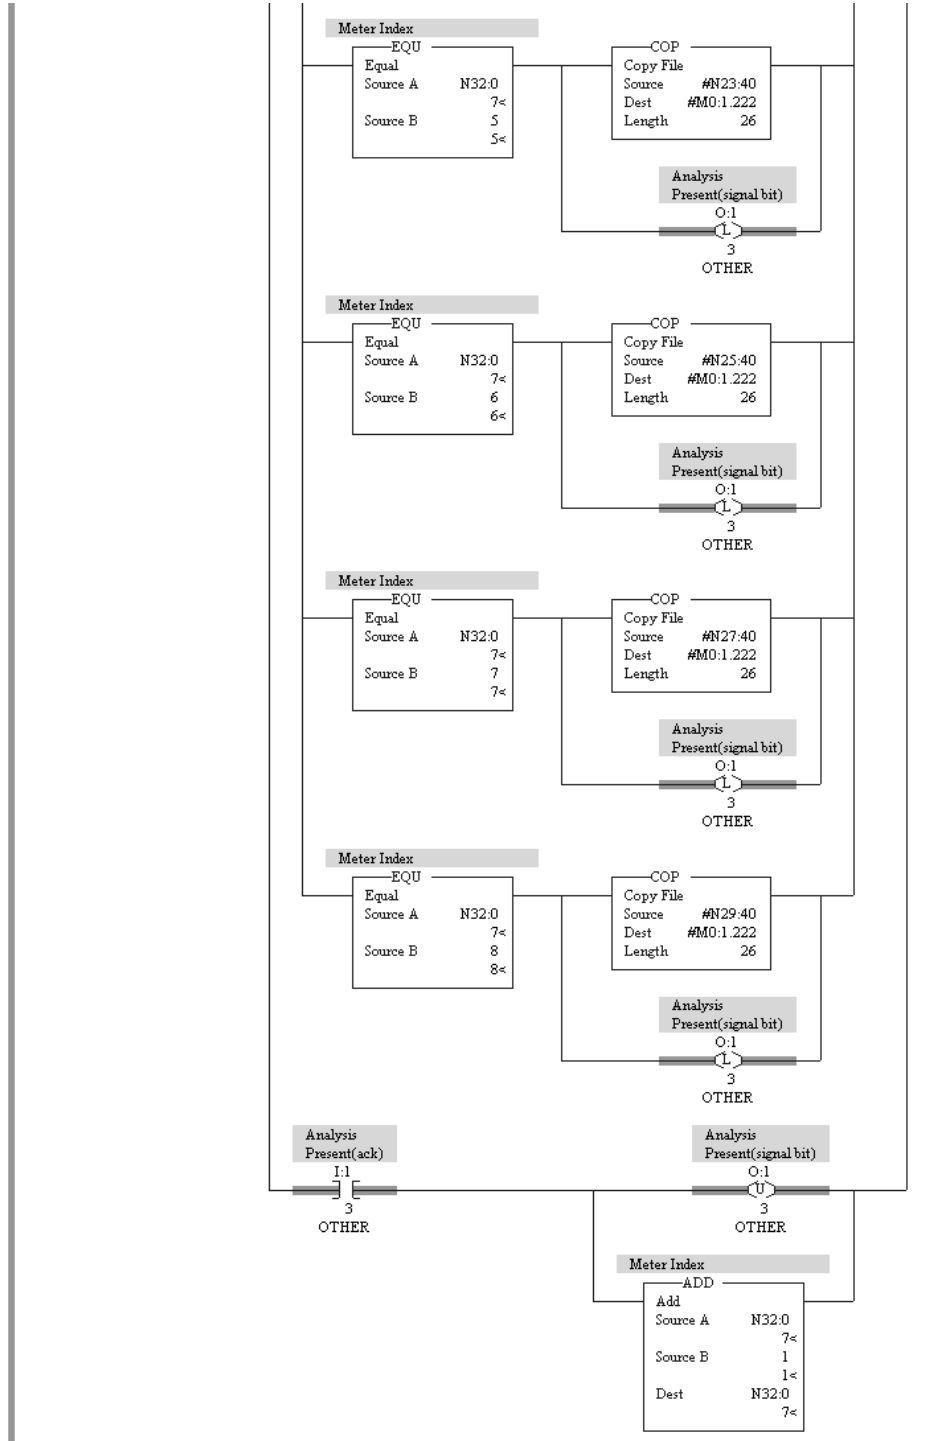 Meter Index
EQU
Equal
Source A N32:0
7<
Source B 5
5<
COP
Copy File
Source #N23:40
Dest #M0:1.222
Length 26
Analysis
Present(signal bit)
O:1
L
3
OTHER
Meter Index
EQU
Equal
Source A N32:0
7<
Source B 6
6<
COP
Copy File
Source #N25:40
Dest #M0:1.222
Length 26
Analysis
Present(signal bit)
O:1
L
3
OTHER
Meter Index
EQU
Equal
Source A N32:0
7<
Source B 7
7<
COP
Copy File
Source #N27:40
Dest #M0:1.222
Length 26
Analysis
Present(signal bit)
O:1
L
3
OTHER
Meter Index
EQU
Equal
Source A N32:0
7<
Source B 8
8<
COP
Copy File
Source #N29:40
Dest #M0:1.222
Length 26
Analysis
Present(signal bit)
O:1
L
3
OTHER
Analysis
Present(ack)
I:1
3
OTHER
Analysis
Present(signal bit)
O:1
U
3
OTHER
Meter Index
ADD
Add
Source A N32:0
7<
Source B 1
1<
Dest N32:0
7<